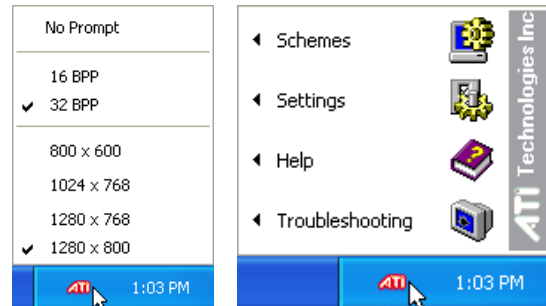 No Prompt
16 BPP
32 BPP
800 x 600
1024 x 768
1280 x 768
1280 x 800
ATI
1:03 PM
Schemes
Settings
Help
Troubleshooting
ATI Technologies Inc
ATI
1:03 PM